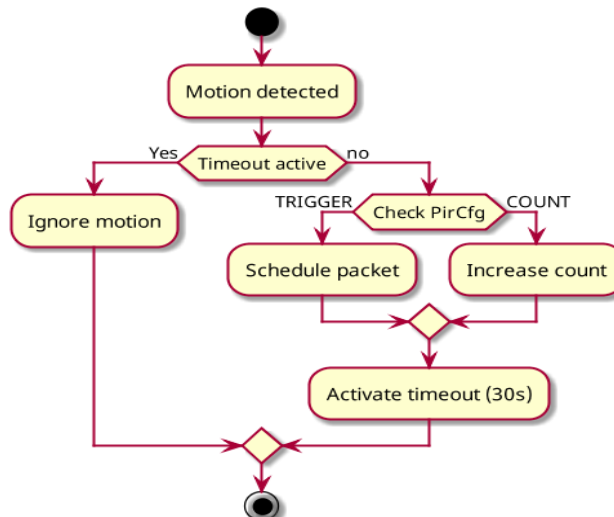 Motion detected
Yes
Timeout active
no
Ignore motion
TRIGGER
Check PirCfg
COUNT
Schedule packet
Increase count
Activate timeout (30s)